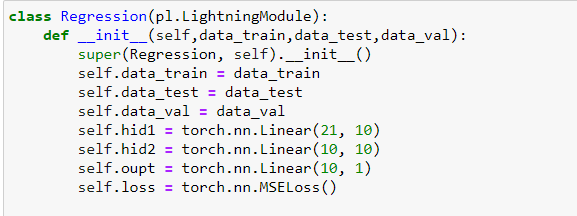 class Regression(pl.LightningModule):
    def __init__(self,data_train,data_test,data_val):
        super(Regression, self).__init__()
        self.data_train = data_train
        self.data_test = data_test
        self.data_val = data_val
        self.hid1 = torch.nn.Linear(21, 10)
        self.hid2 = torch.nn.Linear(10, 10)
        self.oupt = torch.nn.Linear(10, 1)
        self.loss = torch.nn.MSELoss()